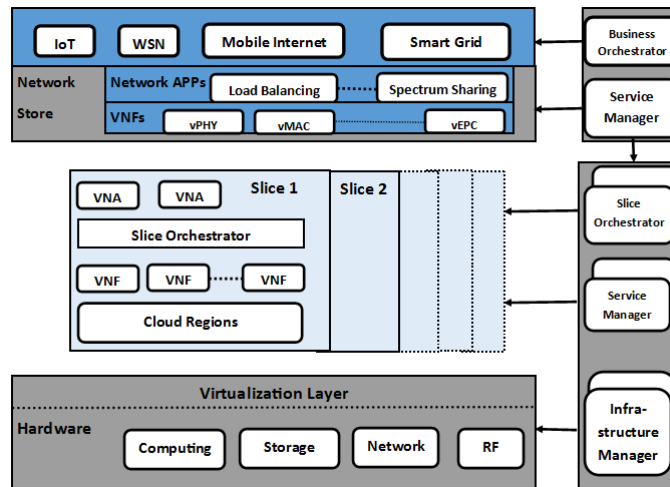 IoT
WSN
Mobile Internet
Smart Grid
Business
Orchestrator
Network
Store
Network APPs
Load Balancing
Spectrum Sharing
VNFs
vPHY
vMAC
vEPC
Service
Manager
VNA
VNA
Slice 1
Slice 2
Slice Orchestrator
VNF
VNF
VNF
Cloud Regions
Slice
Orchestrator
Service
Manager
Virtualization Layer
Hardware
Computing
Storage
Network
RF
Infra-
structure
Manager